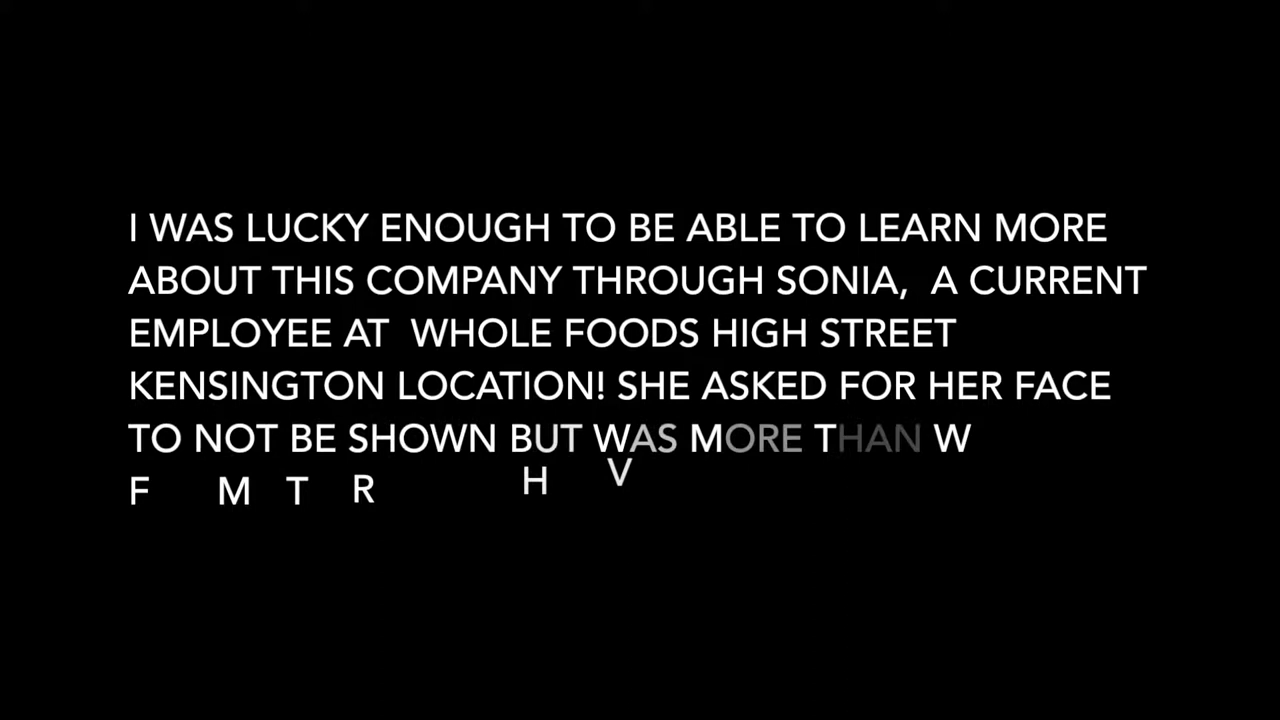 I WAS LUCKY ENOUGH TO BE ABLE TO LEARN MORE
ABOUT THIS COMPANY THROUGH SONIA, A CURRENT
EMPLOYEE AT WHOLE FOODS HIGH STREET
KENSINGTON LOCATION! SHE ASKED FOR HER FACE
TO NOT BE SHOWN BUT WAS MORE THAN W
F M T R H V